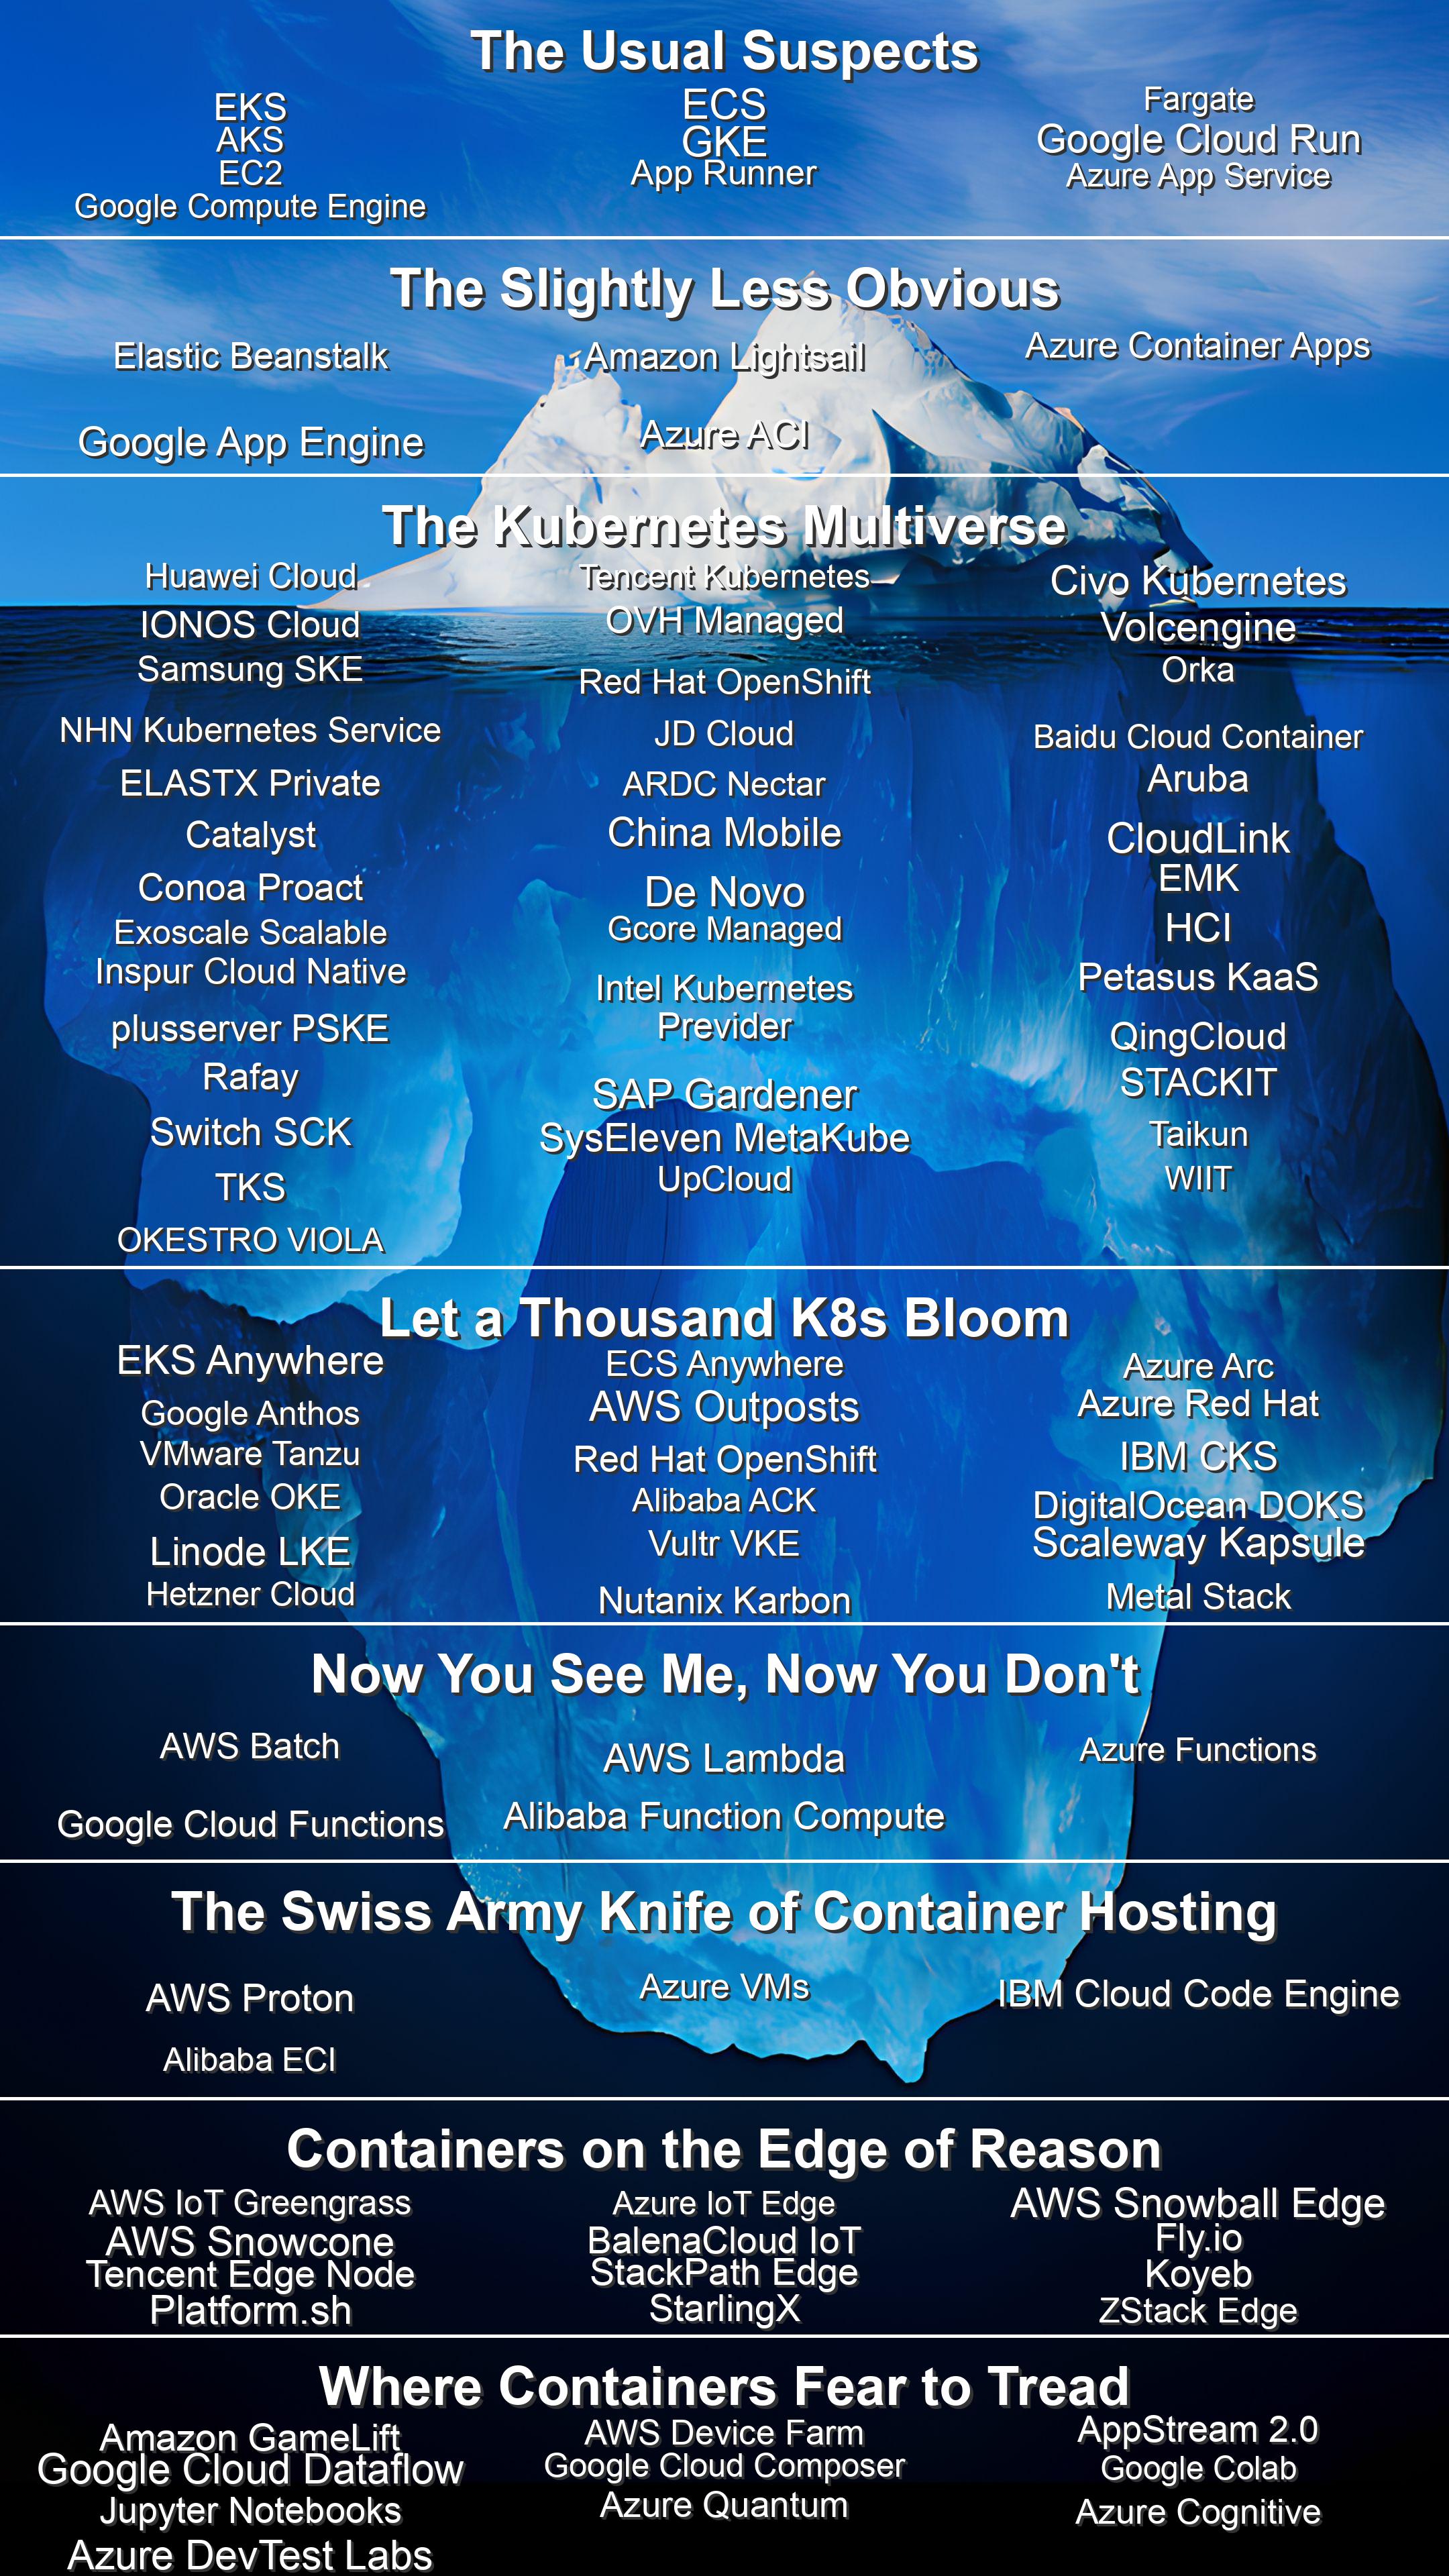 The Usual Suspects
EKS
AKS
EC2
Google Compute Engine
ECS
GKE
App Runner
Fargate
Google Cloud Run
Azure App Service
The Slightly Less Obvious
Elastic Beanstalk
Google App Engine
Amazon Lightsail
Azure ACI
Azure Container Apps
The Kubernetes Multiverse
Huawei Cloud
IONOS Cloud
Samsung SKE
NHN Kubernetes Service
ELASTX Private
Catalyst
Conoa Proact
Exoscale Scalable
Inspur Cloud Native
plusserver PSKE
Rafay
Switch SCK
TKS
OKESTRO VIOLA
Tencent Kubernetes
OVH Managed
Red Hat OpenShift
JD Cloud
ARDC Nectar
China Mobile
De Novo
Gcore Managed
Intel Kubernetes
Previder
SAP Gardener
SysEleven MetaKube
UpCloud
Civo Kubernetes
Volcengine
Orka
Baidu Cloud Container
Aruba
CloudLink
EMK
HCI
Petasus KaaS
QingCloud
STACKIT
Taikun
WIIT
Let a Thousand K8s Bloom
EKS Anywhere
Google Anthos
VMware Tanzu
Oracle OKE
Linode LKE
Hetzner Cloud
ECS Anywhere
AWS Outposts
Red Hat OpenShift
Alibaba ACK
Vultr VKE
Nutanix Karbon
Azure Arc
Azure Red Hat
IBM CKS
DigitalOcean DOKS
Scaleway Kapsule
Metal Stack
Now You See Me, Now You Don't
AWS Batch
Google Cloud Functions
AWS Lambda
Alibaba Function Compute
Azure Functions
The Swiss Army Knife of Container Hosting
AWS Proton
Alibaba ECI
Azure VMs
IBM Cloud Code Engine
Containers on the Edge of Reason
AWS IoT Greengrass
AWS Snowcone
Tencent Edge Node
Platform.sh
Azure IoT Edge
BalenaCloud IoT
StackPath Edge
StarlingX
AWS Snowball Edge
Fly.io
Koyeb
ZStack Edge
Where Containers Fear to Tread
Amazon GameLift
Google Cloud Dataflow
Jupyter Notebooks
Azure DevTest Labs
AWS Device Farm
Google Cloud Composer
Azure Quantum
AppStream 2.0
Google Colab
Azure Cognitive